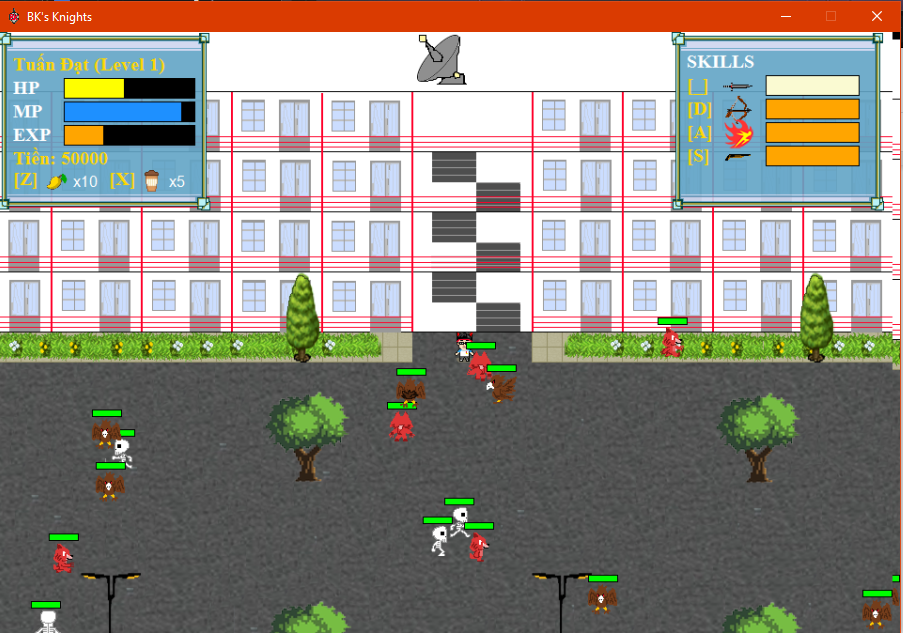 BK's Knights
Tuấn Đạt (Level 1)
HP
MP
EXP
Tiền: 50000
[Z] x10 [X] x5
SKILLS
[_]
[D]
[A]
[S]